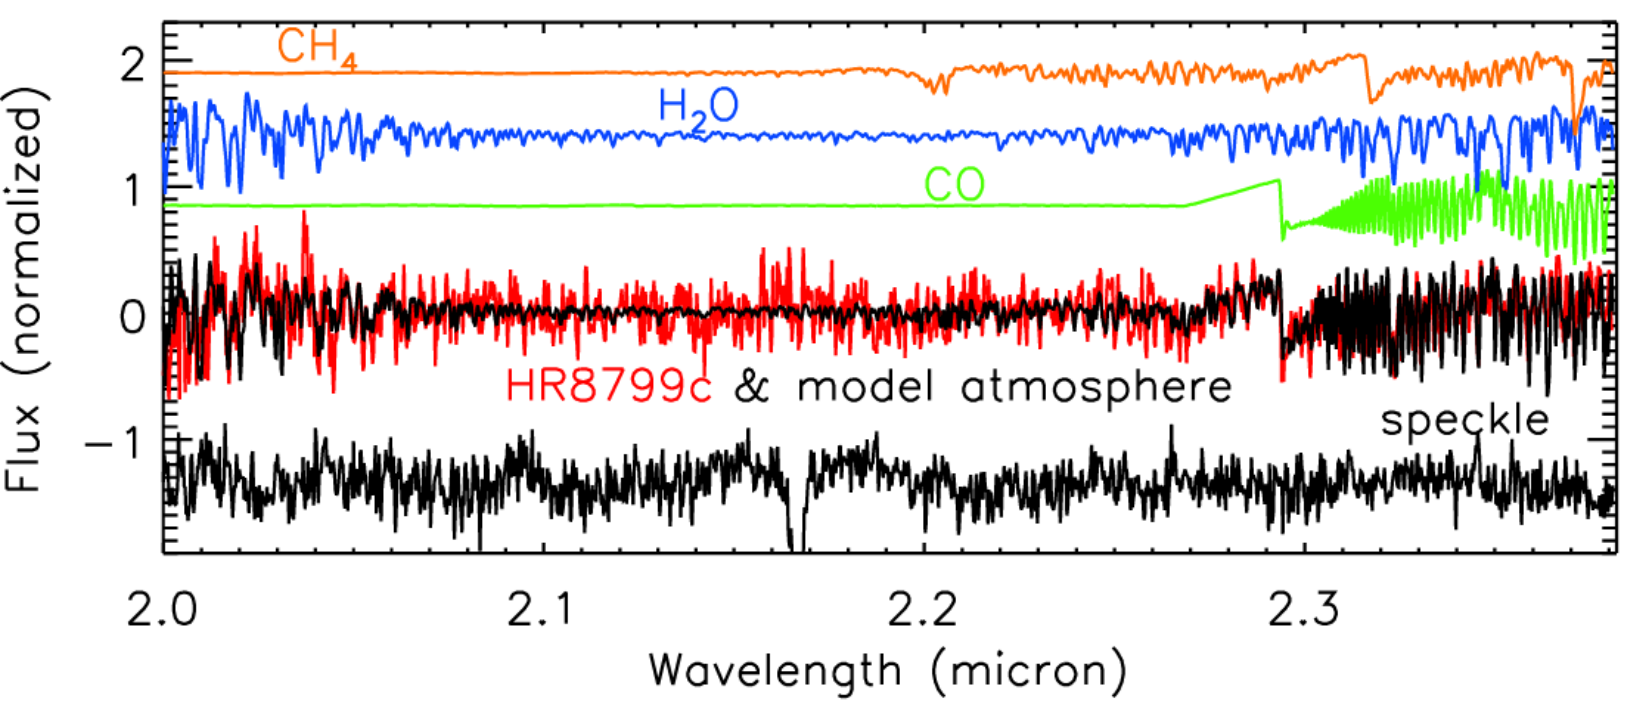 CH4
H2O
CO
HR8799c & model atmosphere
speckle
2
1
0
−1
Flux (normalized)
2.0 2.1 2.2 2.3
Wavelength (micron)